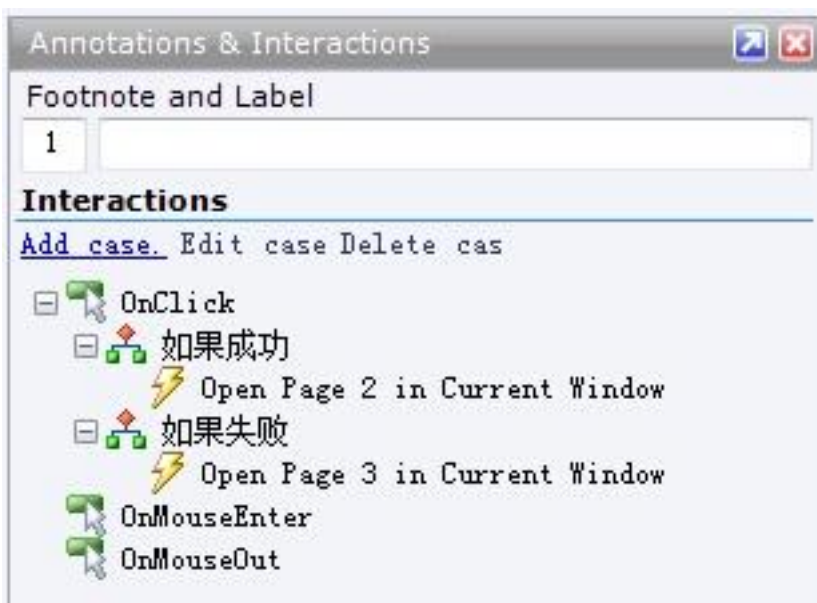 Annotations & Interactions
Footnote and Label
1
Interactions
Add case. Edit case Delete cas
OnClick
如果成功
Open Page 2 in Current Window
如果失败
Open Page 3 in Current Window
OnMouseEnter
OnMouseOut